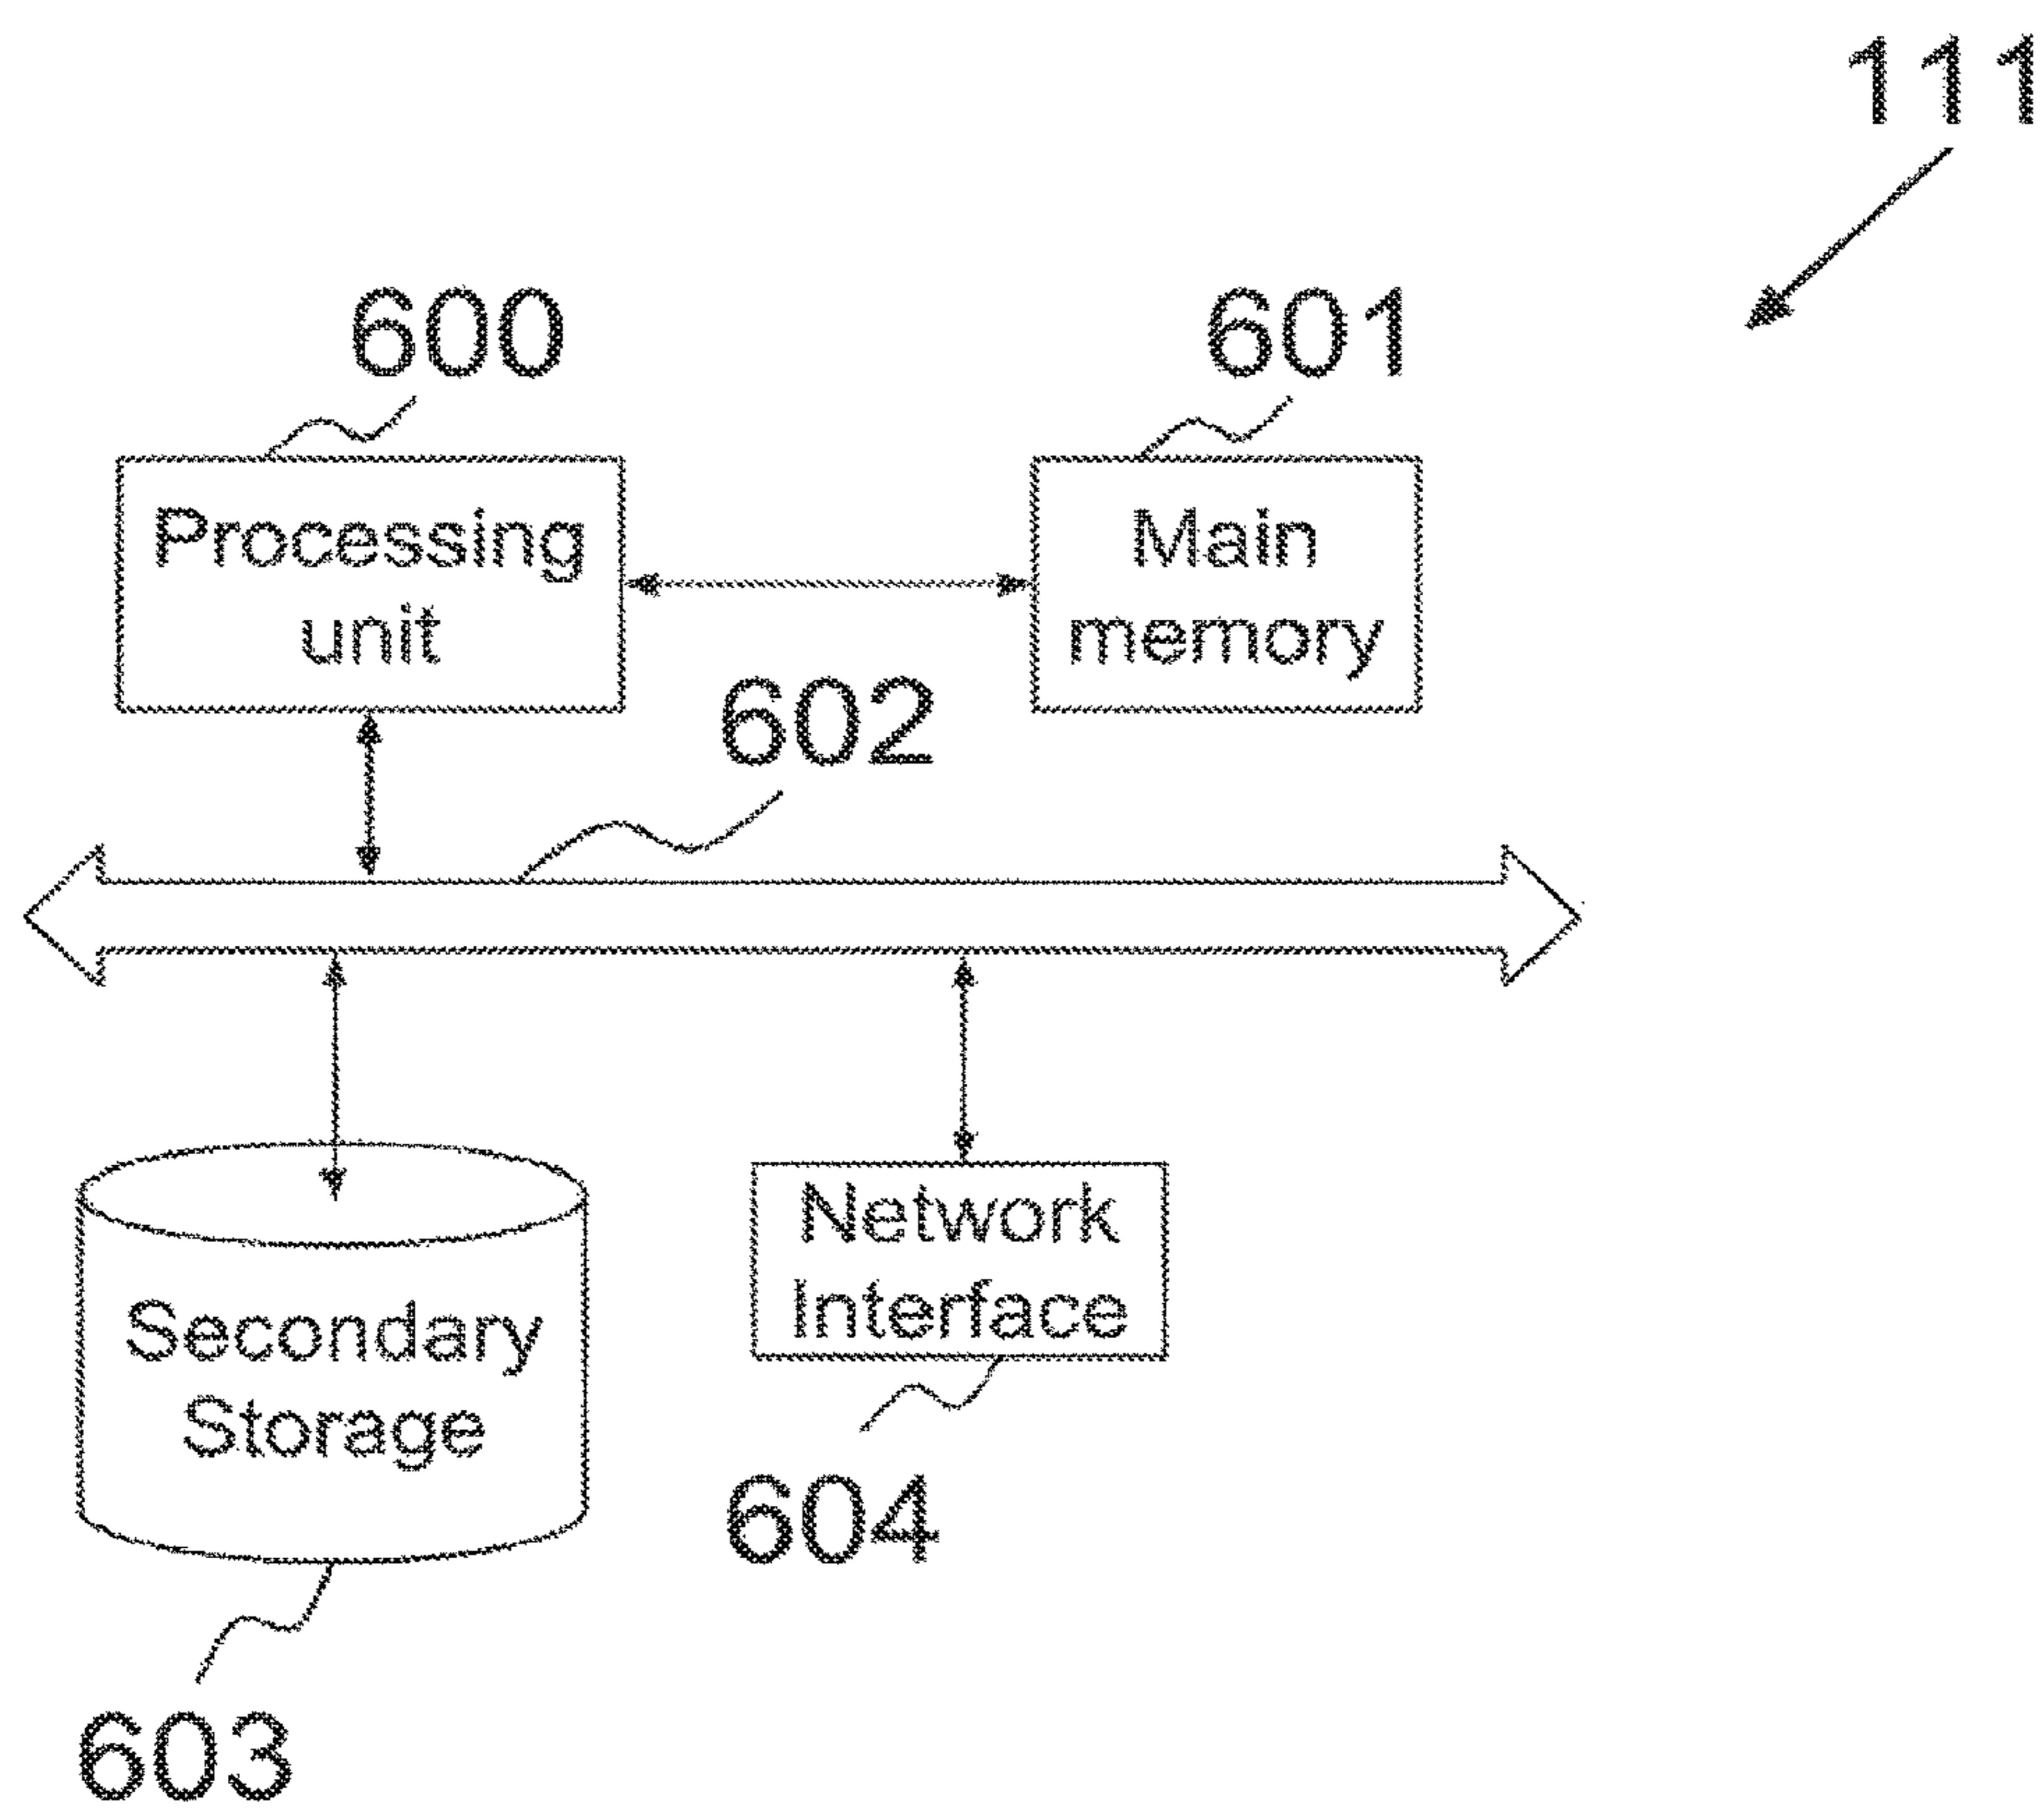 111
600
601
Processing
unit
Main
memory
602
Secondary
Storage
Network
Interface
604
603